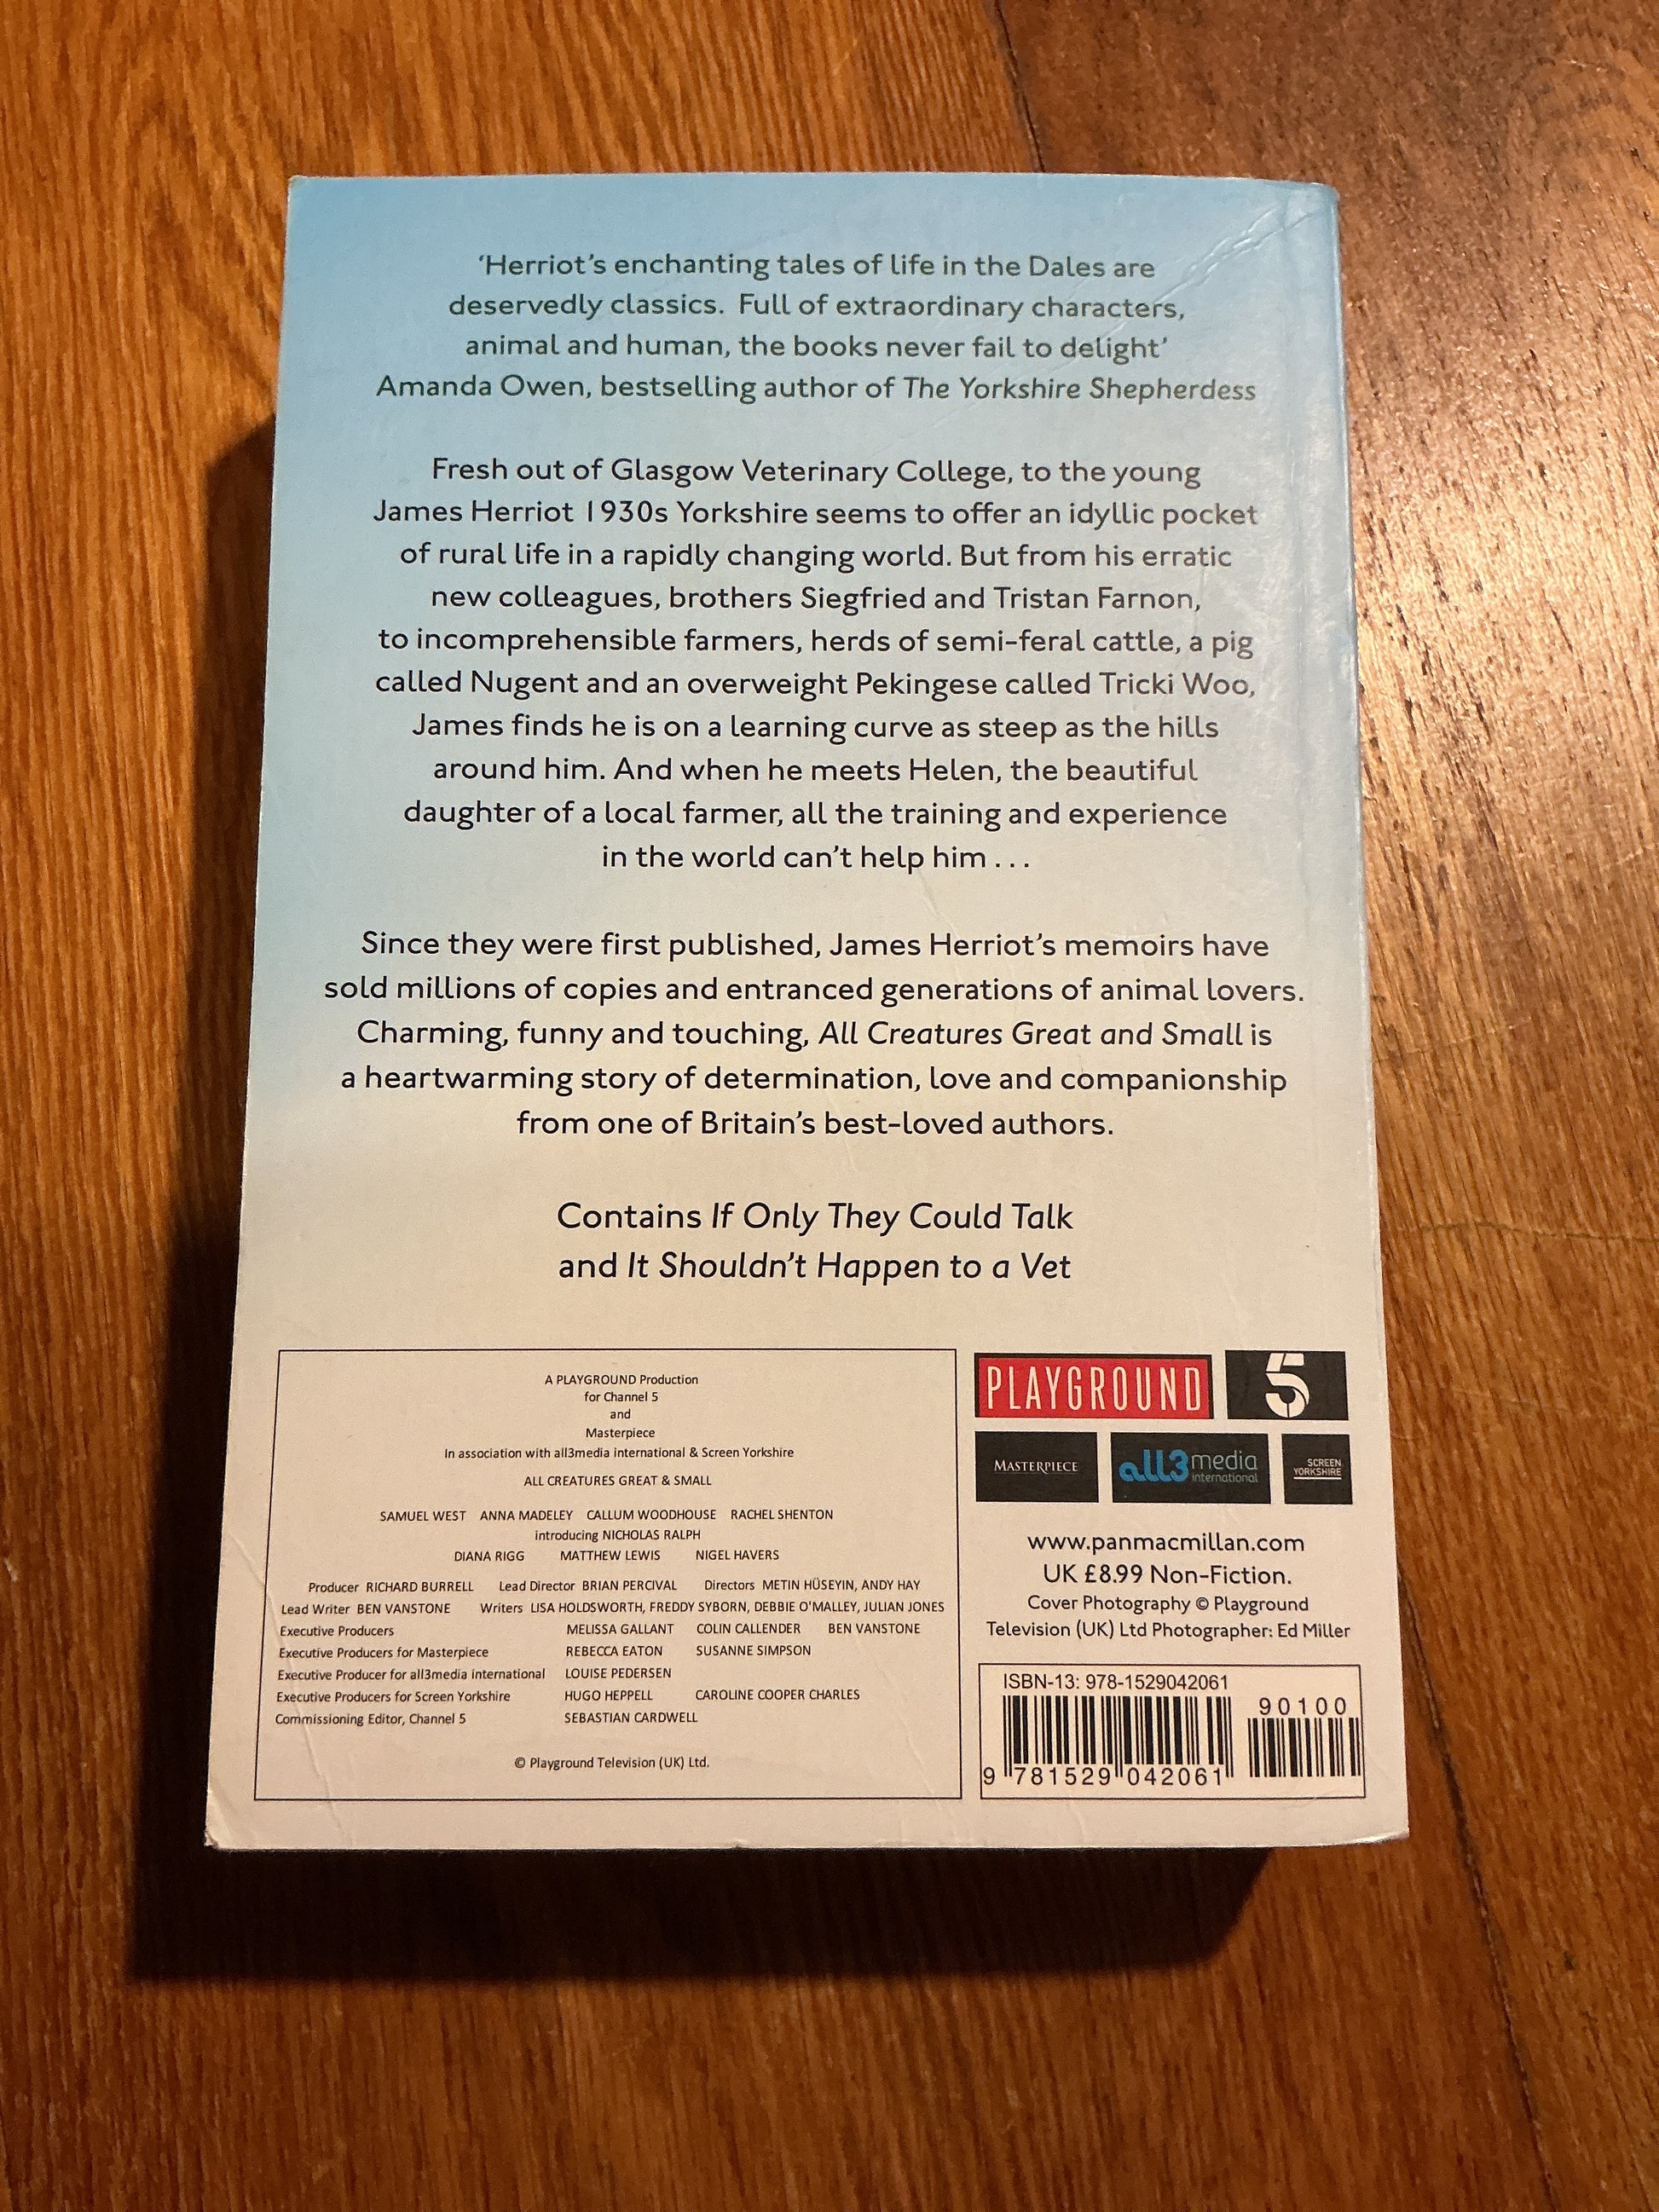 ‘Herriot’s enchanting tales of life in the Dales are
deservedly classics. Full of extraordinary characters,
animal and human, the books never fail to delight’
Amanda Owen, bestselling author of The Yorkshire Shepherdess
Fresh out of Glasgow Veterinary College, to the young
James Herriot 1930s Yorkshire seems to offer an idyllic pocket
of rural life in a rapidly changing world. But from his erratic
new colleagues, brothers Siegfried and Tristan Farnon,
to incomprehensible farmers, herds of semi-feral cattle, a pig
called Nugent and an overweight Pekingese called Tricki Woo,
James finds he is on a learning curve as steep as the hills
around him. And when he meets Helen, the beautiful
daughter of a local farmer, all the training and experience
in the world can’t help him . . .
Since they were first published, James Herriot’s memoirs have
sold millions of copies and entranced generations of animal lovers.
Charming, funny and touching, All Creatures Great and Small is
a heartwarming story of determination, love and companionship
from one of Britain’s best-loved authors.
Contains If Only They Could Talk
and It Shouldn’t Happen to a Vet
A PLAYGROUND Production
for Channel 5
and
Masterpiece
In association with all3media international & Screen Yorkshire
ALL CREATURES GREAT & SMALL
SAMUEL WEST ANNA MADELEY CALLUM WOODHOUSE RACHEL SHENTON
introducing NICHOLAS RALPH
DIANA RIGG MATTHEW LEWIS NIGEL HAVERS
Producer RICHARD BURRELL Lead Director BRIAN PERCIVAL Directors METIN HÜSEYIN, ANDY HAY
Lead Writer BEN VANSTONE Writers LISA HOLDSWORTH, FREDDY SYBORN, DEBBIE O'MALLEY, JULIAN JONES
Executive Producers MELISSA GALLANT COLIN CALLENDER BEN VANSTONE
Executive Producers for Masterpiece REBECCA EATON SUSANNE SIMPSON
Executive Producer for all3media international LOUISE PEDERSEN
Executive Producers for Screen Yorkshire HUGO HEPPELL CAROLINE COOPER CHARLES
Commissioning Editor, Channel 5 SEBASTIAN CARDWELL
© Playground Television (UK) Ltd.
PLAYGROUND 5
MASTERPIECE
all3media
international
SCREEN
YORKSHIRE
www.panmacmillan.com
UK £8.99 Non-Fiction.
Cover Photography © Playground
Television (UK) Ltd Photographer: Ed Miller
ISBN-13: 978-1529042061
90100
9 781529 042061